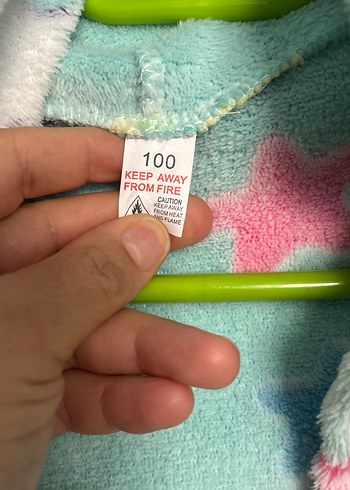 100
KEEP AWAY
FROM FIRE
CAUTION
KEEP AWAY
FROM HEAT
AND FLAME